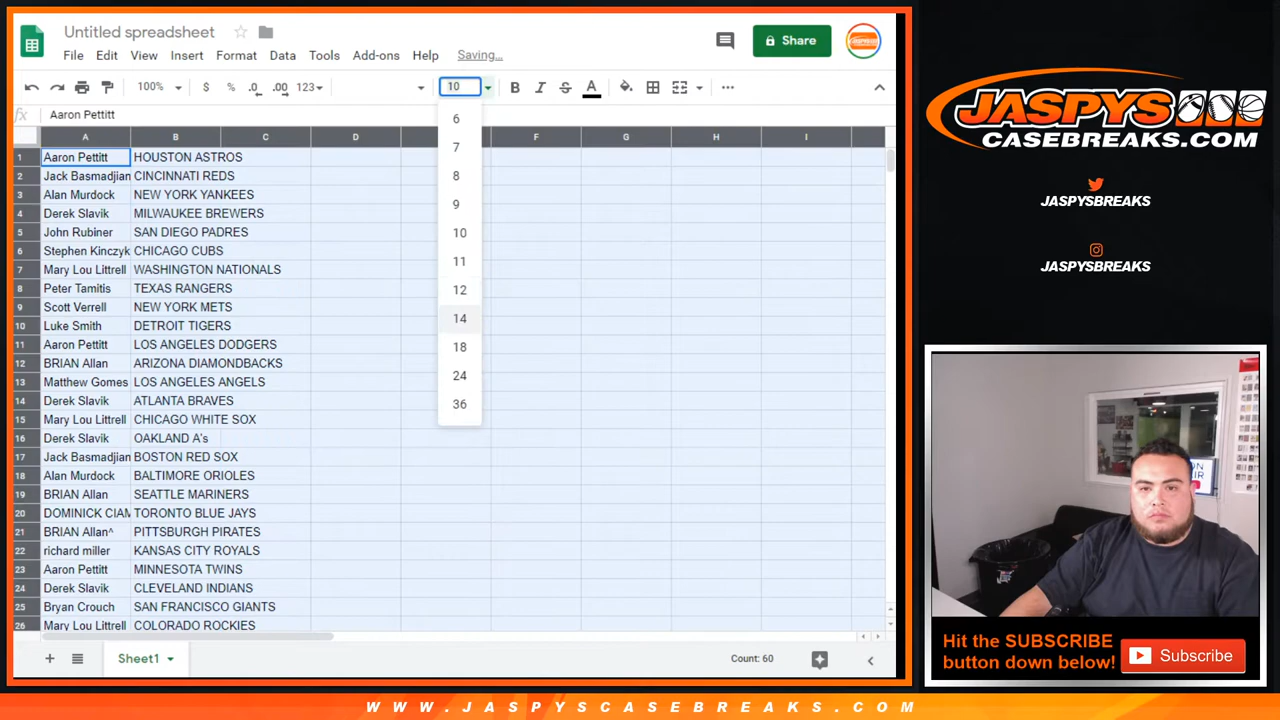 Untitled spreadsheet
File Edit View Insert Format Data Tools Add-ons Help Saving...
Share
100% $ % .0 .00 123 10 B I S A
fx Aaron Pettitt
A B C D F G H I
1 Aaron Pettitt HOUSTON ASTROS
2 Jack Basmadjian CINCINNATI REDS
3 Alan Murdock NEW YORK YANKEES
4 Derek Slavik MILWAUKEE BREWERS
5 John Rubiner SAN DIEGO PADRES
6 Stephen Kinczyk CHICAGO CUBS
7 Mary Lou Littrell WASHINGTON NATIONALS
8 Peter Tamitis TEXAS RANGERS
9 Scott Verrell NEW YORK METS
10 Luke Smith DETROIT TIGERS
11 Aaron Pettitt LOS ANGELES DODGERS
12 BRIAN Allan ARIZONA DIAMONDBACKS
13 Matthew Gomes LOS ANGELES ANGELS
14 Derek Slavik ATLANTA BRAVES
15 Mary Lou Littrell CHICAGO WHITE SOX
16 Derek Slavik OAKLAND A's
17 Jack Basmadjian BOSTON RED SOX
18 Alan Murdock BALTIMORE ORIOLES
19 BRIAN Allan SEATTLE MARINERS
20 DOMINICK CIAM TORONTO BLUE JAYS
21 BRIAN Allan^ PITTSBURGH PIRATES
22 richard miller KANSAS CITY ROYALS
23 Aaron Pettitt MINNESOTA TWINS
24 Derek Slavik CLEVELAND INDIANS
25 Bryan Crouch SAN FRANCISCO GIANTS
26 Mary Lou Littrell COLORADO ROCKIES
6
7
8
9
10
11
12
14
18
24
36
Sheet1
Count: 60
JASPYS
CASEBREAKS.COM
JASPYSBREAKS
JASPYSBREAKS
Hit the SUBSCRIBE
button down below!
Subscribe
WWW.JASPYSCASEBREAKS.COM